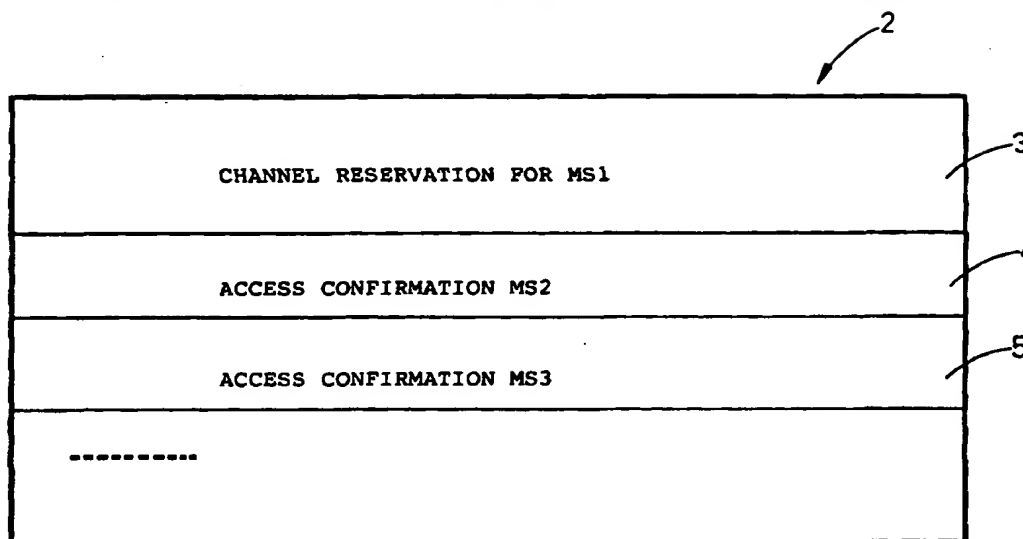 2
3
CHANNEL RESERVATION FOR MS1
ACCESS CONFIRMATION MS2
5
ACCESS CONFIRMATION MS3
----------